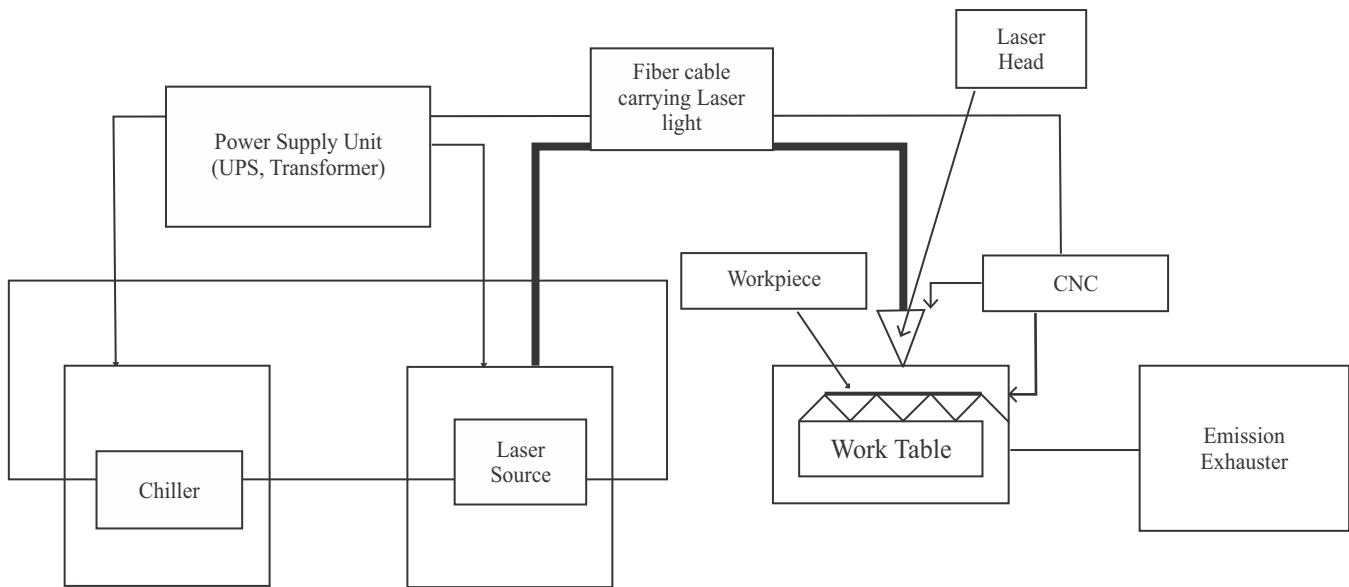 Laser
Head
Fiber cable
carrying Laser
light
Power Supply Unit
(UPS, Transformer)
Workpiece
CNC
Chiller
Laser
Source
Work Table
Emission
Exhauster